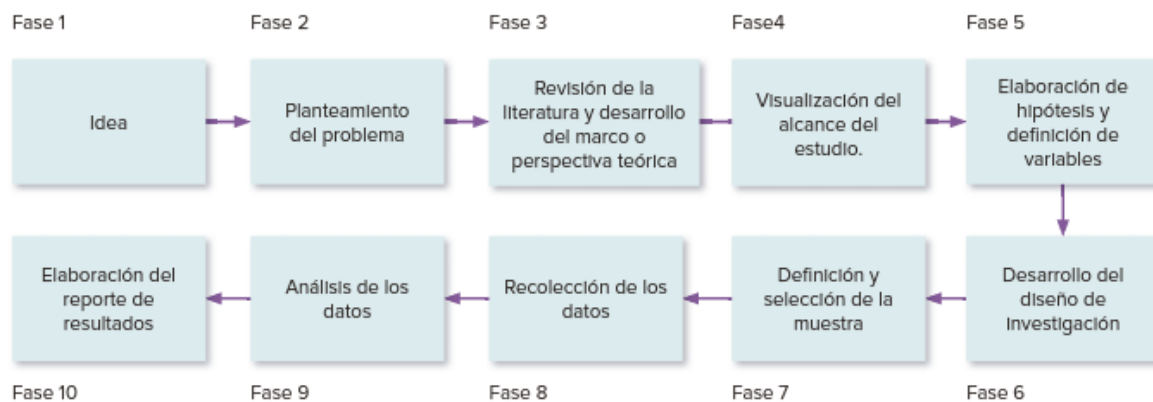 Fase 1
Fase 2
Fase 3
Fase4
Fase 5
Idea
Planteamiento
del problema
Revisión de la
literatura y desarrollo
del marco o
perspectiva teórica
Visualización del
alcance del
estudio.
Elaboración de
hipótesis y
definición de
variables
Elaboración del
reporte de
resultados
Análisis de los
datos
Recolección de los
datos
Definición y
selección de la
muestra
Desarrollo del
diseño de
investigación
Fase 10
Fase 9
Fase 8
Fase 7
Fase 6